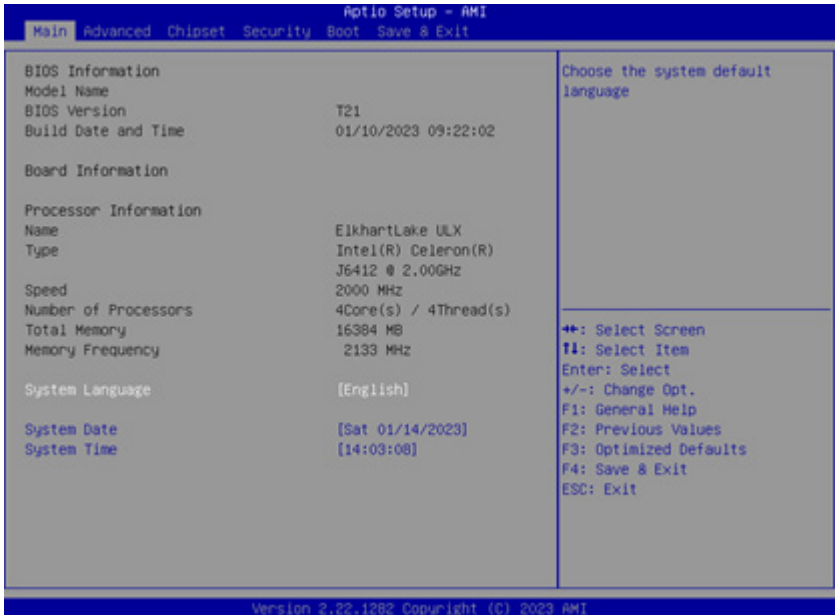 Aptio Setup - AMI
Main Advanced Chipset Security Boot Save & Exit
BIOS Information
Model Name
BIOS Version T21
Build Date and Time 01/10/2023 09:22:02
Board Information
Processor Information
Name ElkhartLake ULX
Type Intel(R) Celeron(R)
J6412 @ 2.00GHz
Speed 2000 MHz
Number of Processors 4Core(s) / 4Thread(s)
Total Memory 16384 MB
Memory Frequency 2133 MHz
System Language [English]
System Date [Sat 01/14/2023]
System Time [14:03:08]
Choose the system default
language
→←: Select Screen
↑↓: Select Item
Enter: Select
+/-: Change Opt.
F1: General Help
F2: Previous Values
F3: Optimized Defaults
F4: Save & Exit
ESC: Exit
Version 2.22.1282 Copyright (C) 2023 AMI